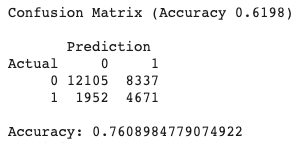 Confusion Matrix (Accuracy 0.6198)
Prediction
Actual 0 1
0 12105 8337
1 1952 4671
Accuracy: 0.7608984779074922